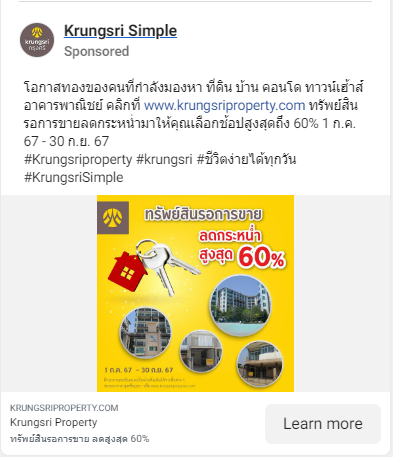 Krungsri Simple
Sponsored
krungsri
กรุงศรี
โอกาสทองของคนที่กำลังมองหา ที่ดิน บ้าน คอนโด ทาวน์เฮ้าส์
อาคารพาณิชย์ คลิกที่ www.krungsriproperty.com ทรัพย์สิน
รอการขายลดกระหน่ำมาให้คุณเลือกช้อปสูงสุดถึง 60% 1 ก.ค.
67 - 30 ก.ย. 67
#Krungsriproperty #krungsri #ชีวิตง่ายได้ทุกวัน
#KrungsriSimple
ทรัพย์สินรอการขาย
ลดกระหน่ำ
สูงสุด 60%
1 ก.ค. 67 - 30 ก.ย. 67
KRUNGSRIPROPERTY.COM
Krungsri Property
ทรัพย์สินรอการขาย ลดสูงสุด 60%
Learn more